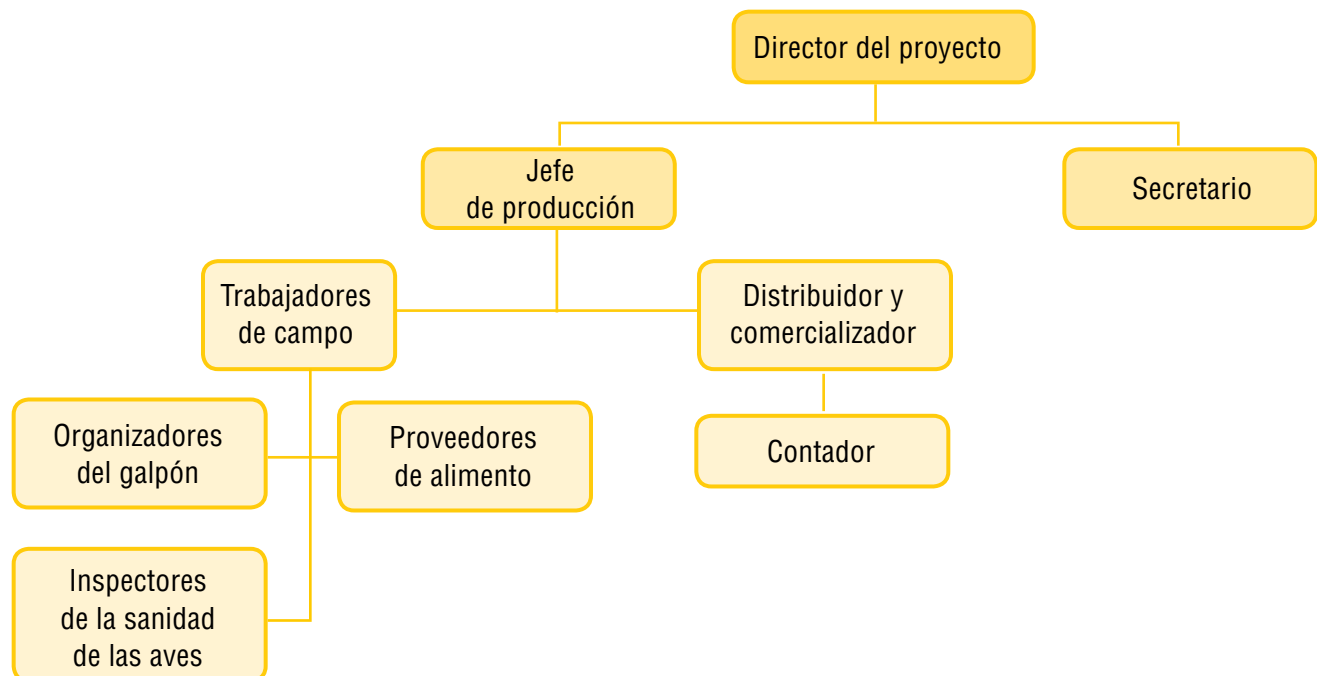 Director del proyecto
Jefe
de producción
Secretario
Trabajadores
de campo
Distribuidor y
comercializador
Organizadores
del galpón
Proveedores
de alimento
Contador
Inspectores
de la sanidad
de las aves